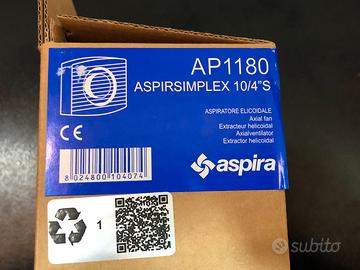 AP1180
ASPIRSIMPLEX 10/4"S
ASPIRATORE ELICOIDALE
Axial fan
Extracteur helicoidal
Axialventilator
Extractor helicoidal
CE
8 024800 104074
aspira
1
subito